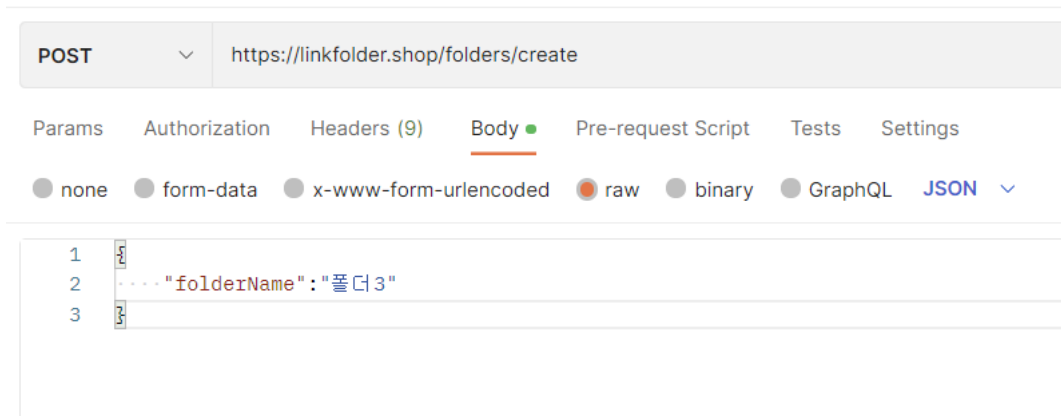 POST https://linkfolder.shop/folders/create
Params Authorization Headers (9) Body Pre-request Script Tests Settings
none form-data x-www-form-urlencoded raw binary GraphQL JSON
1 {
2 "folderName":"폴더3"
3 }